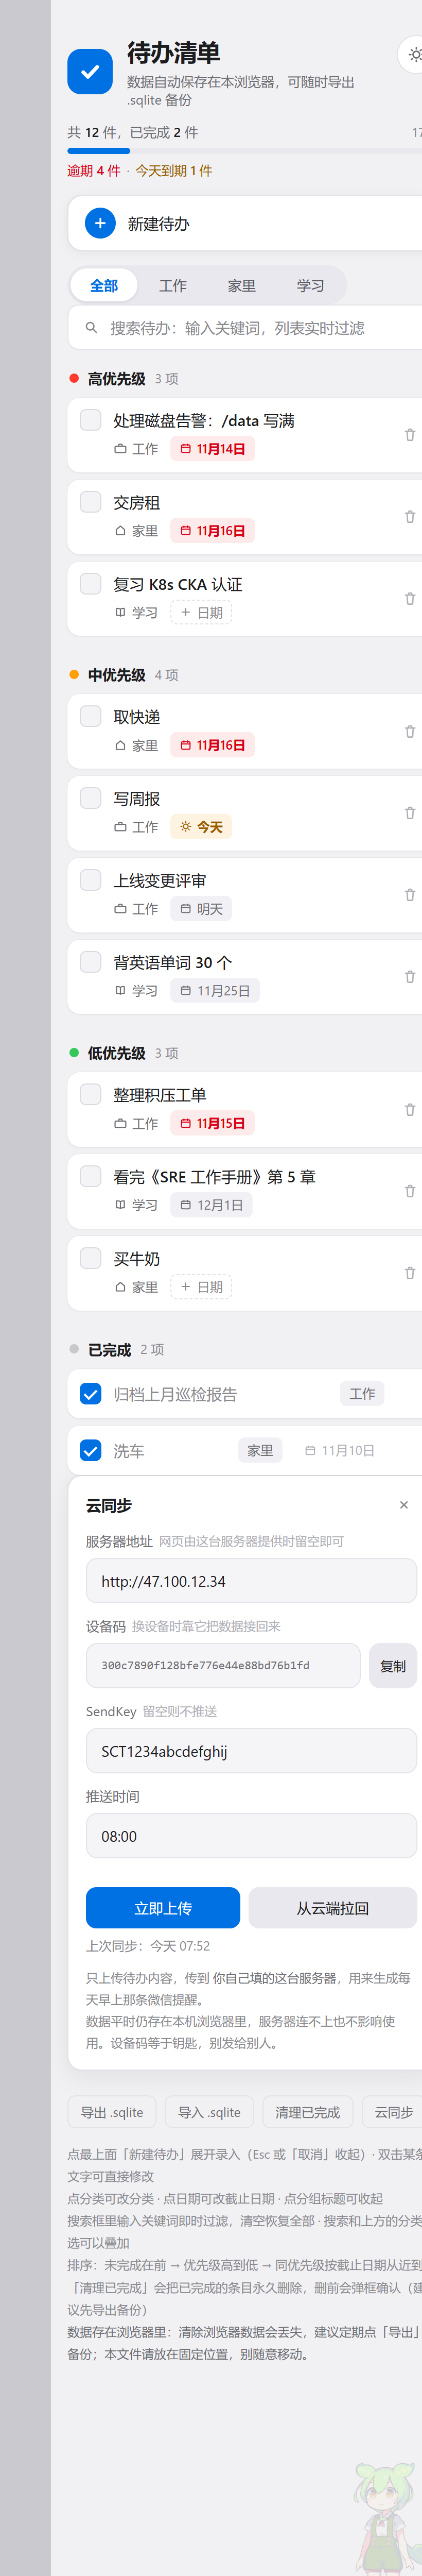 待办清单
数据自动保存在本浏览器，可随时导出
.sqlite 备份
共 12 件，已完成 2 件
17
逾期 4 件 · 今天到期 1 件
新建待办
全部 工作 家里 学习
搜索待办：输入关键词，列表实时过滤
高优先级 3 项
处理磁盘告警：/data 写满
工作 11月14日
交房租
家里 11月16日
复习 K8s CKA 认证
学习 + 日期
中优先级 4 项
取快递
家里 11月16日
写周报
工作 今天
上线变更评审
工作 明天
背英语单词 30 个
学习 11月25日
低优先级 3 项
整理积压工单
工作 11月15日
看完《SRE 工作手册》第 5 章
学习 12月1日
买牛奶
家里 + 日期
已完成 2 项
归档上月巡检报告 工作
洗车 家里 11月10日
云同步 ×
服务器地址 网页由这台服务器提供时留空即可
http://47.100.12.34
设备码 换设备时靠它把数据接回来
300c7890f128bfe776e44e88bd76b1fd 复制
SendKey 留空则不推送
SCT1234abcdefghij
推送时间
08:00
立即上传 从云端拉回
上次同步：今天 07:52
只上传待办内容，传到 你自己填的这台服务器，用来生成每
天早上那条微信提醒。
数据平时仍存在本机浏览器里，服务器连不上也不影响使
用。设备码等于钥匙，别发给别人。
导出 .sqlite 导入 .sqlite 清理已完成 云同步
点最上面「新建待办」展开录入（Esc 或「取消」收起）· 双击某条
文字可直接修改
点分类可改分类 · 点日期可改截止日期 · 点分组标题可收起
搜索框里输入关键词即时过滤，清空恢复全部 · 搜索和上方的分类
选可以叠加
排序：未完成在前 → 优先级高到低 → 同优先级按截止日期从近到
「清理已完成」会把已完成的条目永久删除，删前会弹框确认（建
议先导出备份）
数据存在浏览器里：清除浏览器数据会丢失，建议定期点「导出」
备份；本文件请放在固定位置，别随意移动。